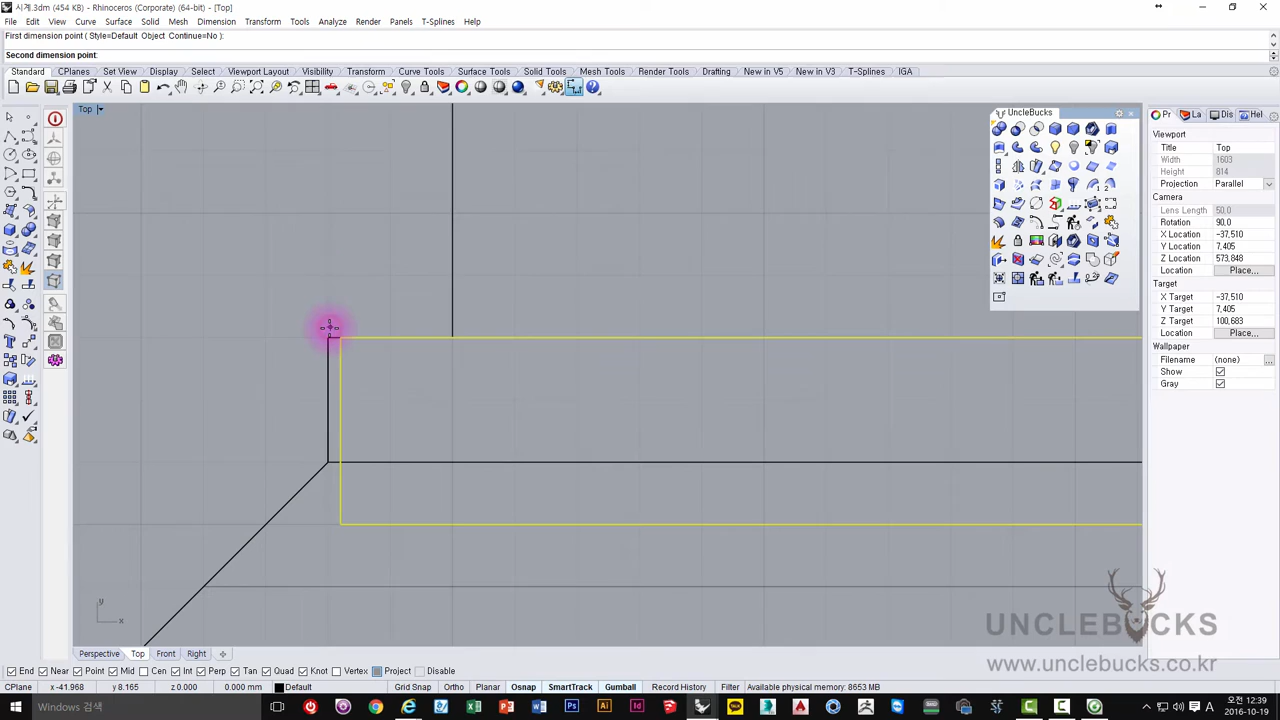 시계.3dm (454 KB) - Rhinoceros (Corporate) (64-bit) - [Top]
File Edit View Curve Surface Solid Mesh Dimension Transform Tools Analyze Render Panels T-Splines Help
First dimension point ( Style=Default Object Continue=No ):
Second dimension point:
Standard CPlanes Set View Display Select Viewport Layout Visibility Transform Curve Tools Surface Tools Solid Tools Mesh Tools Render Tools Drafting New in V5 New in V3 T-Splines IGA
Top
UncleBucks
Pr La Dis Hel
Viewport
Title Top
Width 1603
Height 814
Projection Parallel
Camera
Lens Length 50,0
Rotation 90,0
X Location -37,510
Y Location 7,405
Z Location 573,848
Location Place...
Target
X Target -37,510
Y Target 7,405
Z Target 100,683
Location Place...
Wallpaper
Filename (none) ...
Show
Gray
y
x
UNCLEBUCKS
www.unclebucks.co.kr
Perspective Top Front Right
End Near Point Mid Cen Int Perp Tan Quad Knot Vertex Project Disable
CPlane x -41.968 y 8.165 z 0.000 0.000 mm Default Grid Snap Ortho Planar Osnap SmartTrack Gumball Record History Filter Available physical memory: 8653 MB
Windows 검색
A
오전 12:39
2016-10-19